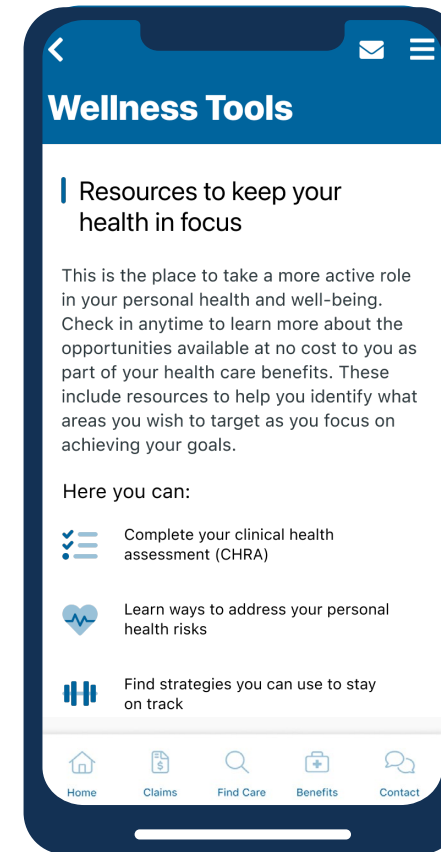 Wellness Tools
Resources to keep your
health in focus
This is the place to take a more active role
in your personal health and well-being.
Check in anytime to learn more about the
opportunities available at no cost to you as
part of your health care benefits. These
include resources to help you identify what
areas you wish to target as you focus on
achieving your goals.
Here you can:
Complete your clinical health
assessment (CHRA)
Learn ways to address your personal
health risks
Find strategies you can use to stay
on track
Home Claims Find Care Benefits Contact